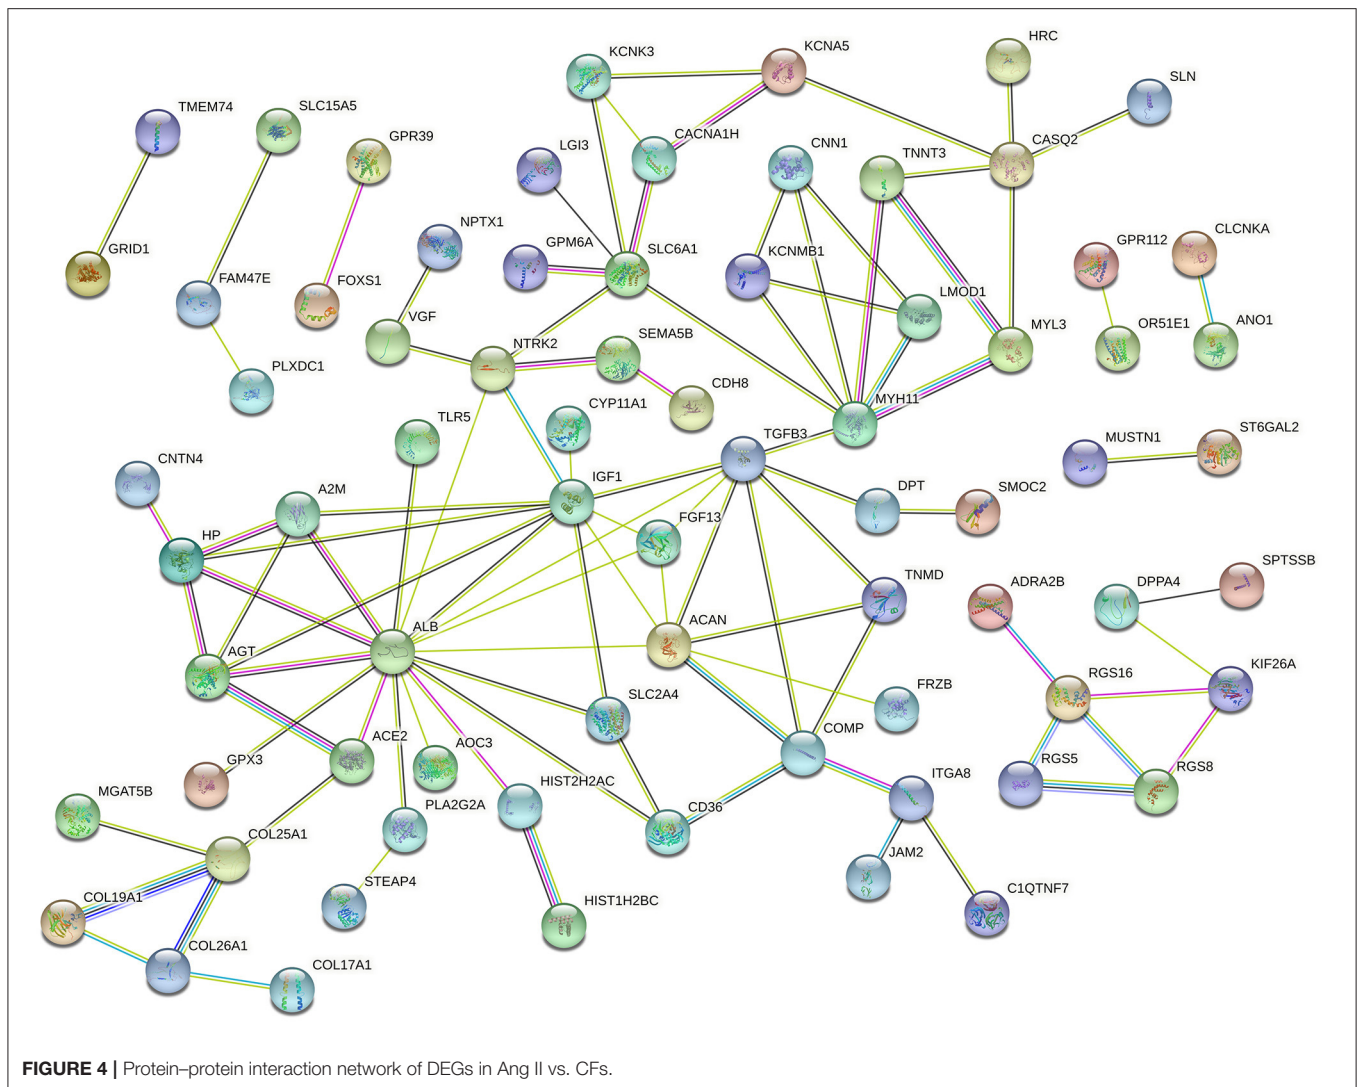 KCNK3
KCNA5
HRC
SLN
TMEM74
SLC15A5
GPR39
LGI3
CACNA1H
CNN1
TNNT3
CASQ2
NPTX1
GPM6A
SLC6A1
KCNMB1
GPR112
CLCNKA
GRID1
FAM47E
FOXS1
VGF
LMOD1
NTRK2
SEMA5B
MYL3
OR51E1
ANO1
PLXDC1
CDH8
MYH11
TLR5
CYP11A1
TGFB3
MUSTN1
ST6GAL2
CNTN4
A2M
IGF1
DPT
SMOC2
HP
FGF13
TNMD
ADRA2B
DPPA4
SPTSSB
AGT
ALB
ACAN
RGS16
KIF26A
SLC2A4
FRZB
GPX3
ACE2
AOC3
COMP
RGS5
RGS8
MGAT5B
PLA2G2A
HIST2H2AC
CD36
ITGA8
COL25A1
JAM2
COL19A1
STEAP4
HIST1H2BC
C1QTNF7
COL26A1
COL17A1
FIGURE 4 | Protein–protein interaction network of DEGs in Ang II vs. CFs.